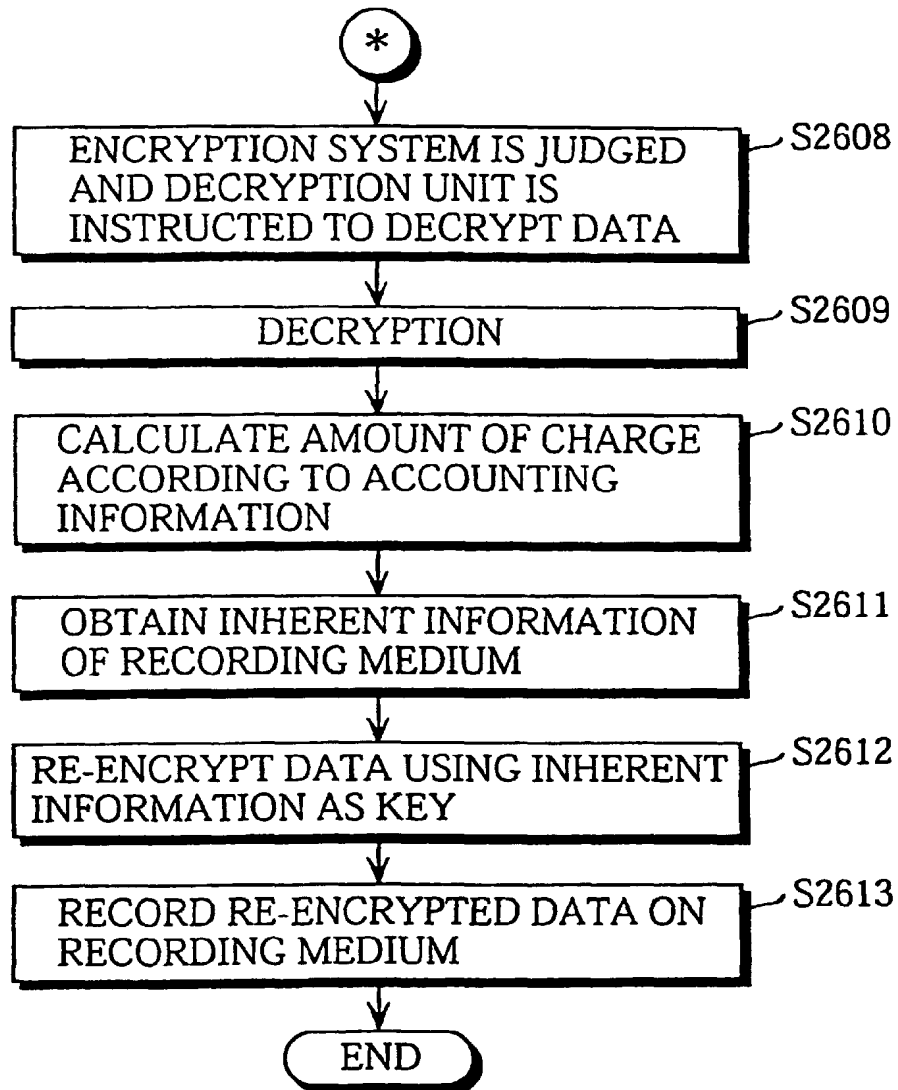 *
ENCRYPTION SYSTEM IS JUDGED
AND DECRYPTION UNIT IS
INSTRUCTED TO DECRYPT DATA
S2608
DECRYPTION
S2609
CALCULATE AMOUNT OF CHARGE
ACCORDING TO ACCOUNTING
INFORMATION
S2610
OBTAIN INHERENT INFORMATION
OF RECORDING MEDIUM
S2611
RE-ENCRYPT DATA USING INHERENT
INFORMATION AS KEY
S2612
RECORD RE-ENCRYPTED DATA ON
RECORDING MEDIUM
S2613
END